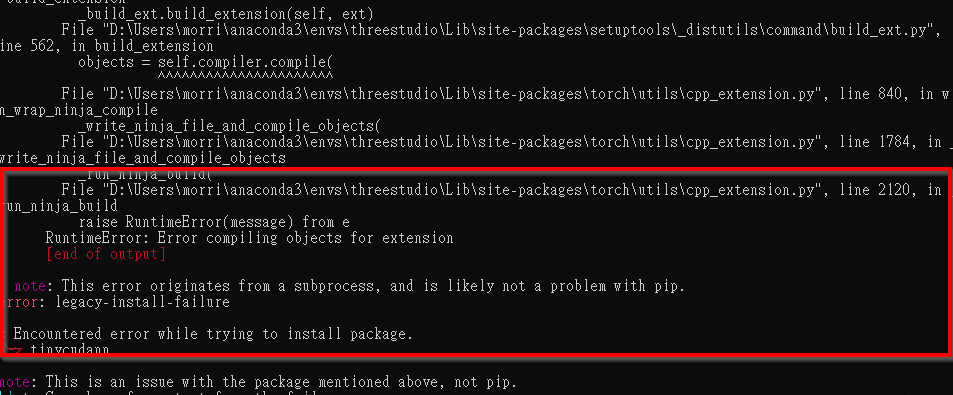 build_extension
_build_ext.build_extension(self, ext)
File "D:\Users\morri\anaconda3\envs\threestudio\Lib\site-packages\setuptools\_distutils\command\build_ext.py",
ine 562, in build_extension
objects = self.compiler.compile(
^^^^^^^^^^^^^^^^^^^^^^
File "D:\Users\morri\anaconda3\envs\threestudio\Lib\site-packages\torch\utils\cpp_extension.py", line 840, in w
n_wrap_ninja_compile
_write_ninja_file_and_compile_objects(
File "D:\Users\morri\anaconda3\envs\threestudio\Lib\site-packages\torch\utils\cpp_extension.py", line 1784, in _
write_ninja_file_and_compile_objects
_run_ninja_build(
File "D:\Users\morri\anaconda3\envs\threestudio\Lib\site-packages\torch\utils\cpp_extension.py", line 2120, in
run_ninja_build
raise RuntimeError(message) from e
RuntimeError: Error compiling objects for extension
[end of output]
note: This error originates from a subprocess, and is likely not a problem with pip.
error: legacy-install-failure
Encountered error while trying to install package.
tinycudann
note: This is an issue with the package mentioned above, not pip.